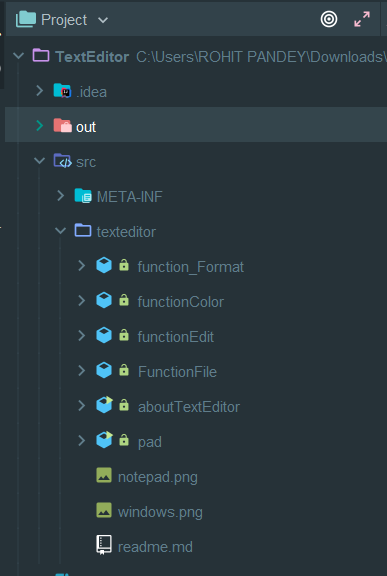 Project
TextEditor C:\Users\ROHIT PANDEY\Downloads\
.idea
out
src
META-INF
texteditor
function_Format
functionColor
functionEdit
FunctionFile
aboutTextEditor
pad
notepad.png
windows.png
readme.md